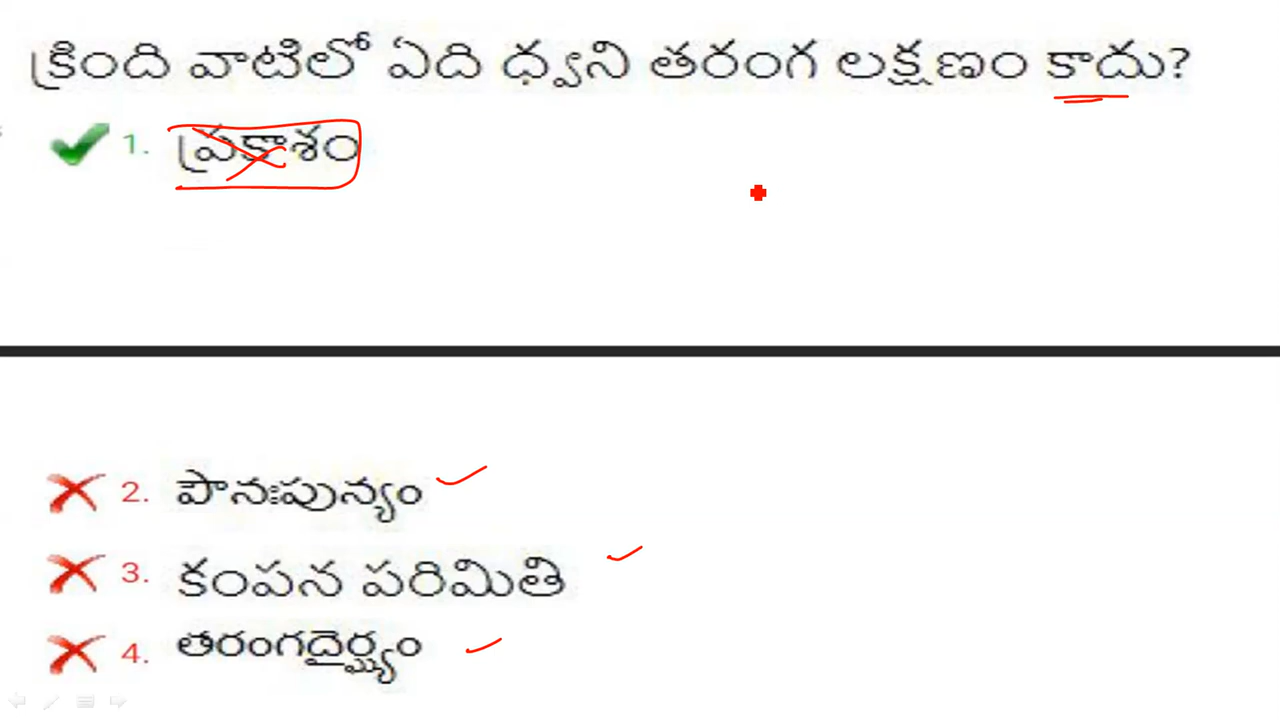 క్రింది వాటిలో ఏది ధ్వని తరంగ లక్షణం కాదు?
1. ప్రకాశం
2. పౌనఃపున్యం
3. కంపన పరిమితి
4. తరంగదైర్ఘ్యం